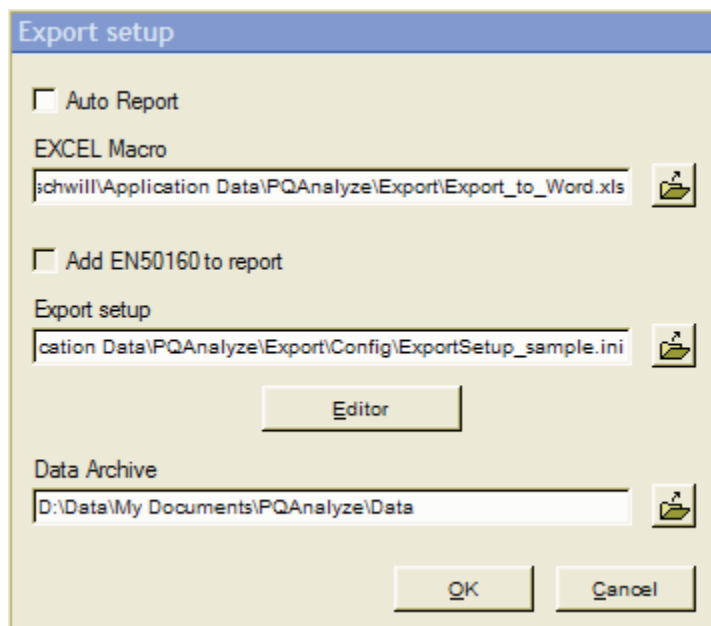 Export setup
Auto Report
EXCEL Macro
schwill\Application Data\PQAnalyze\Export\Export_to_Word.xls
Add EN50160 to report
Export setup
cation Data\PQAnalyze\Export\Config\ExportSetup_sample.ini
Editor
Data Archive
D:\Data\My Documents\PQAnalyze\Data
OK
Cancel